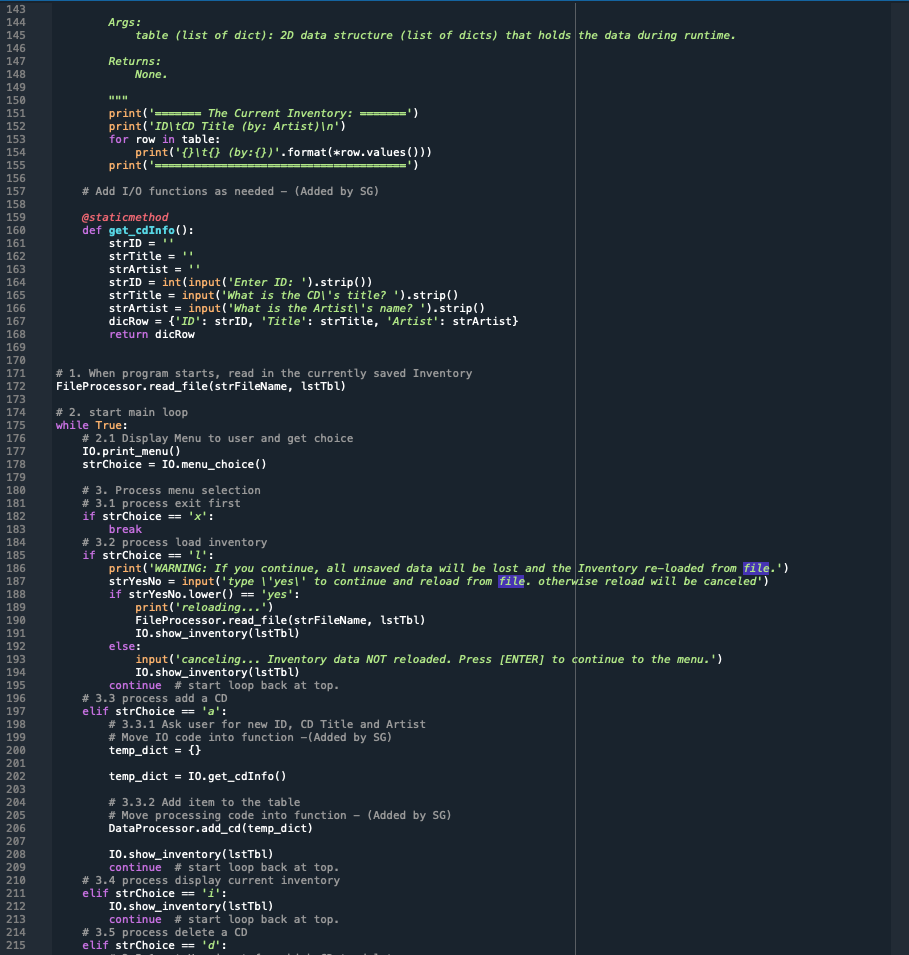 143
144 Args:
145 table (list of dict): 2D data structure (list of dicts) that holds the data during runtime.
146
147 Returns:
148 None.
149
150 """
151 print('======= The Current Inventory: =======')
152 print('ID\tCD Title (by: Artist)\n')
153 for row in table:
154 print('{}\t{} (by:{})'.format(*row.values()))
155 print('======================================')
156
157 # Add I/O functions as needed - (Added by SG)
158
159 @staticmethod
160 def get_cdInfo():
161 strID = ''
162 strTitle = ''
163 strArtist = ''
164 strID = int(input('Enter ID: ').strip())
165 strTitle = input('What is the CD\'s title? ').strip()
166 strArtist = input('What is the Artist\'s name? ').strip()
167 dicRow = {'ID': strID, 'Title': strTitle, 'Artist': strArtist}
168 return dicRow
169
170
171 # 1. When program starts, read in the currently saved Inventory
172 FileProcessor.read_file(strFileName, lstTbl)
173
174 # 2. start main loop
175 while True:
176 # 2.1 Display Menu to user and get choice
177 IO.print_menu()
178 strChoice = IO.menu_choice()
179
180 # 3. Process menu selection
181 # 3.1 process exit first
182 if strChoice == 'x':
183 break
184 # 3.2 process load inventory
185 if strChoice == 'l':
186 print('WARNING: If you continue, all unsaved data will be lost and the Inventory re-loaded from file.')
187 strYesNo = input('type \'yes\' to continue and reload from file. otherwise reload will be canceled')
188 if strYesNo.lower() == 'yes':
189 print('reloading...')
190 FileProcessor.read_file(strFileName, lstTbl)
191 IO.show_inventory(lstTbl)
192 else:
193 input('canceling... Inventory data NOT reloaded. Press [ENTER] to continue to the menu.')
194 IO.show_inventory(lstTbl)
195 continue # start loop back at top.
196 # 3.3 process add a CD
197 elif strChoice == 'a':
198 # 3.3.1 Ask user for new ID, CD Title and Artist
199 # Move IO code into function -(Added by SG)
200 temp_dict = {}
201
202 temp_dict = IO.get_cdInfo()
203
204 # 3.3.2 Add item to the table
205 # Move processing code into function - (Added by SG)
206 DataProcessor.add_cd(temp_dict)
207
208 IO.show_inventory(lstTbl)
209 continue # start loop back at top.
210 # 3.4 process display current inventory
211 elif strChoice == 'i':
212 IO.show_inventory(lstTbl)
213 continue # start loop back at top.
214 # 3.5 process delete a CD
215 elif strChoice == 'd':